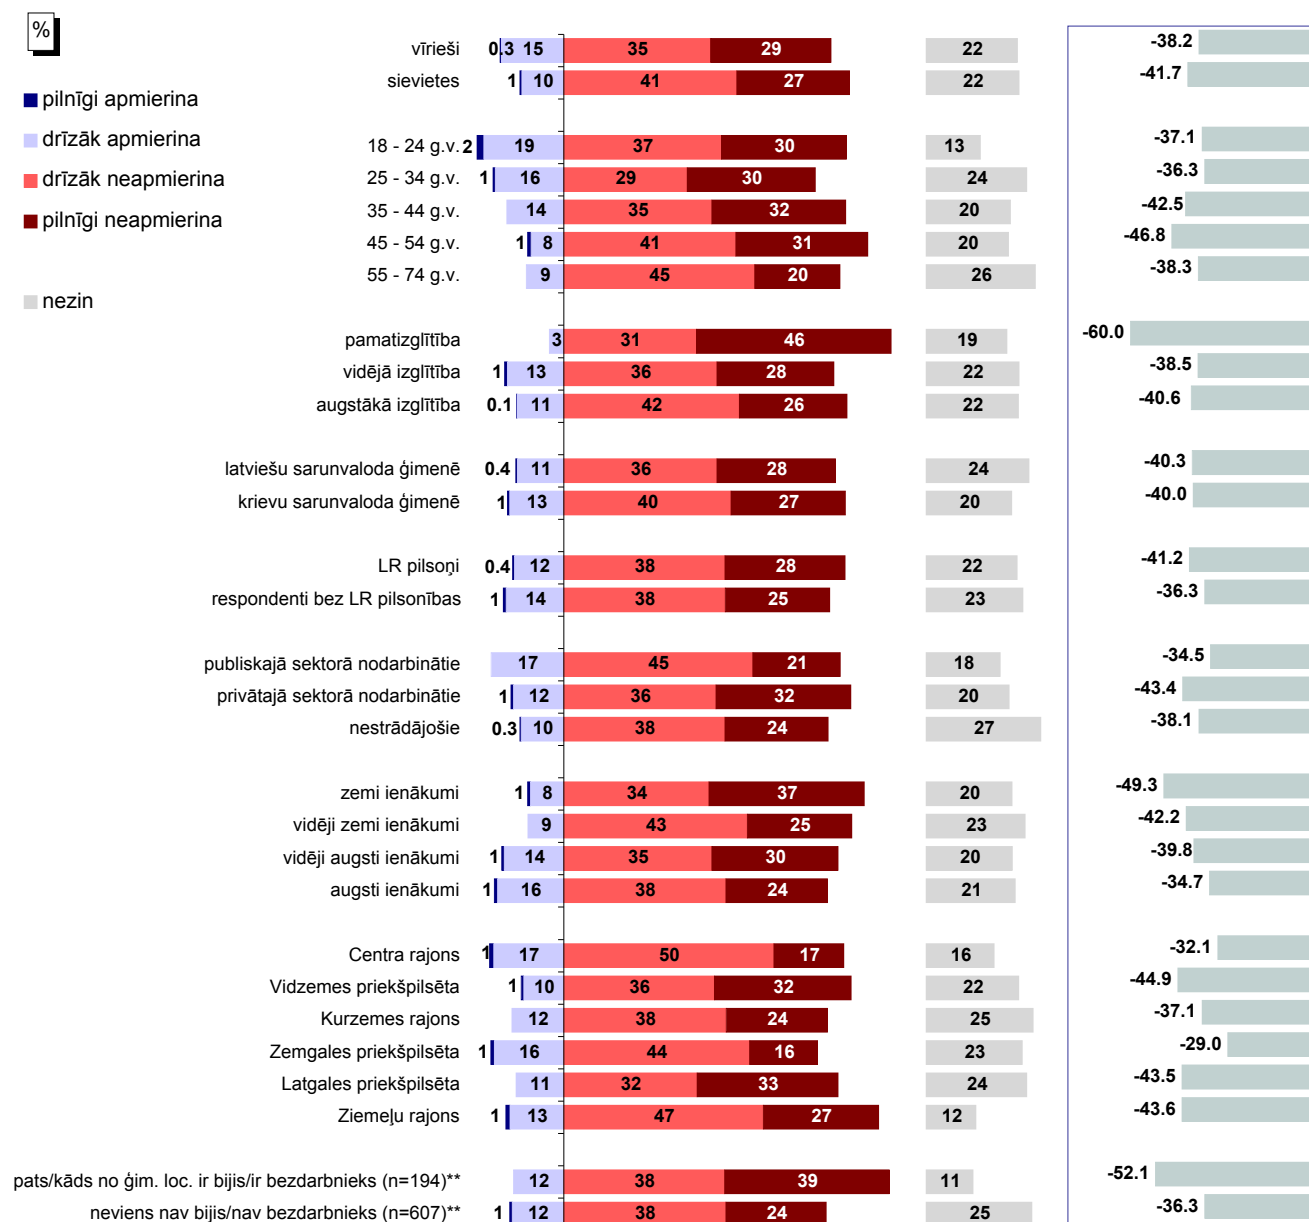 %
pilnīgi apmierina
drīzāk apmierina
drīzāk neapmierina
pilnīgi neapmierina
nezin
vīrieši 0.3 15 35 29 22 -38.2
sievietes 1 10 41 27 22 -41.7
18 - 24 g.v. 2 19 37 30 13 -37.1
25 - 34 g.v. 1 16 29 30 24 -36.3
35 - 44 g.v. 14 35 32 20 -42.5
45 - 54 g.v. 1 8 41 31 20 -46.8
55 - 74 g.v. 9 45 20 26 -38.3
pamatizglītība 3 31 46 19 -60.0
vidējā izglītība 1 13 36 28 22 -38.5
augstākā izglītība 0.1 11 42 26 22 -40.6
latviešu sarunvaloda ģimenē 0.4 11 36 28 24 -40.3
krievu sarunvaloda ģimenē 1 13 40 27 20 -40.0
LR pilsoņi 0.4 12 38 28 22 -41.2
respondenti bez LR pilsonības 1 14 38 25 23 -36.3
publiskajā sektorā nodarbinātie 17 45 21 18 -34.5
privātajā sektorā nodarbinātie 1 12 36 32 20 -43.4
nestrādājošie 0.3 10 38 24 27 -38.1
zemi ienākumi 1 8 34 37 20 -49.3
vidēji zemi ienākumi 9 43 25 23 -42.2
vidēji augsti ienākumi 1 14 35 30 20 -39.8
augsti ienākumi 1 16 38 24 21 -34.7
Centra rajons 1 17 50 17 16 -32.1
Vidzemes priekšpilsēta 1 10 36 32 22 -44.9
Kurzemes rajons 12 38 24 25 -37.1
Zemgales priekšpilsēta 1 16 44 16 23 -29.0
Latgales priekšpilsēta 11 32 33 24 -43.5
Ziemeļu rajons 1 13 47 27 12 -43.6
pats/kāds no ģim. loc. ir bijis/ir bezdarbnieks (n=194)** 12 38 39 11 -52.1
neviens nav bijis/nav bezdarbnieks (n=607)** 1 12 38 24 25 -36.3